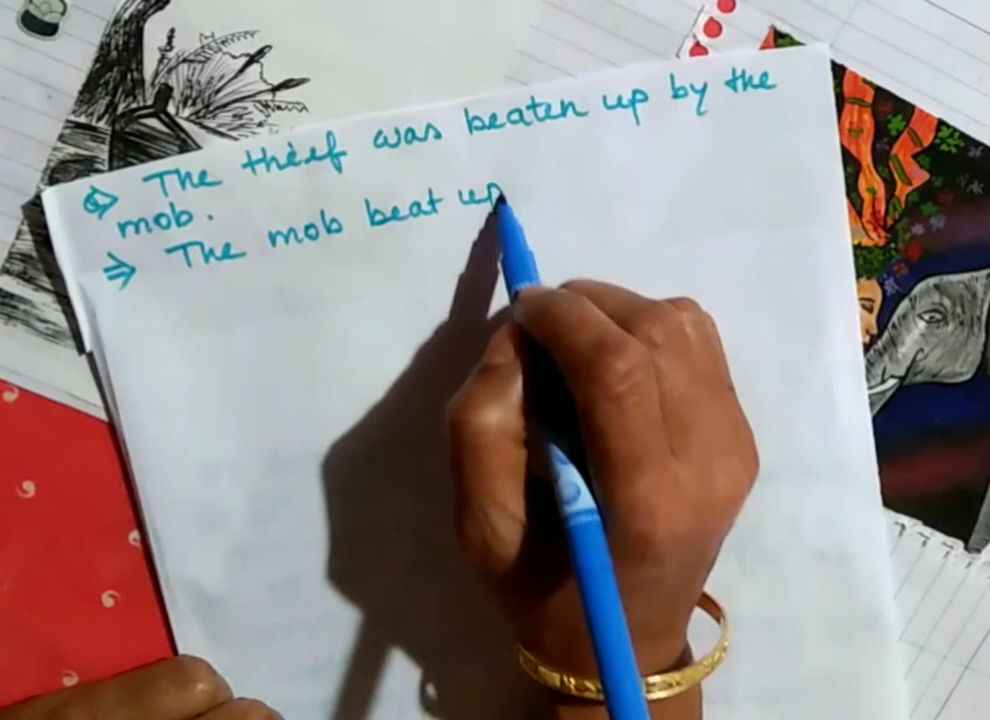 The thief was beaten up by the
mob.
⇒ The mob beat up